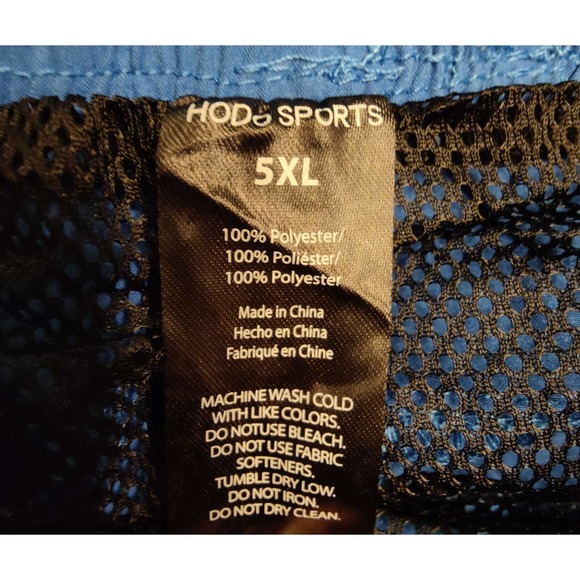 HODG SPORTS
5XL
100% Polyester/
100% Poliéster/
100% Polyester
Made in China
Hecho en China
Fabriqué en Chine
MACHINE WASH COLD
WITH LIKE COLORS.
DO NOTUSE BLEACH.
DO NOT USE FABRIC
SOFTENERS.
TUMBLE DRY LOW.
DO NOT IRON.
DO NOT DRY CLEAN.